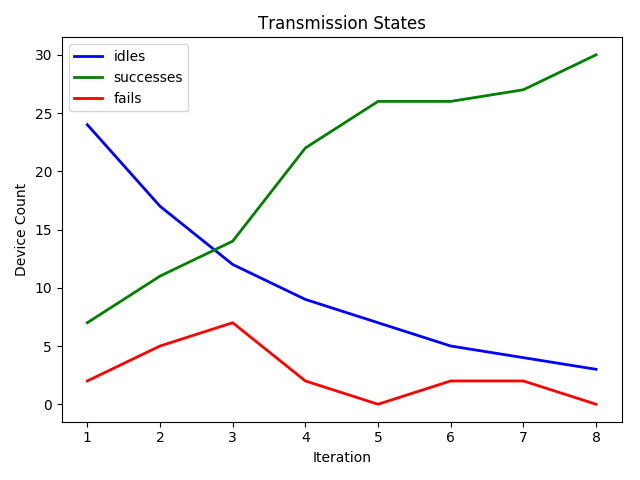 Transmission States
idles
successes
fails
Device Count
30
25
20
15
10
5
0
1 2 3 4 5 6 7 8
Iteration